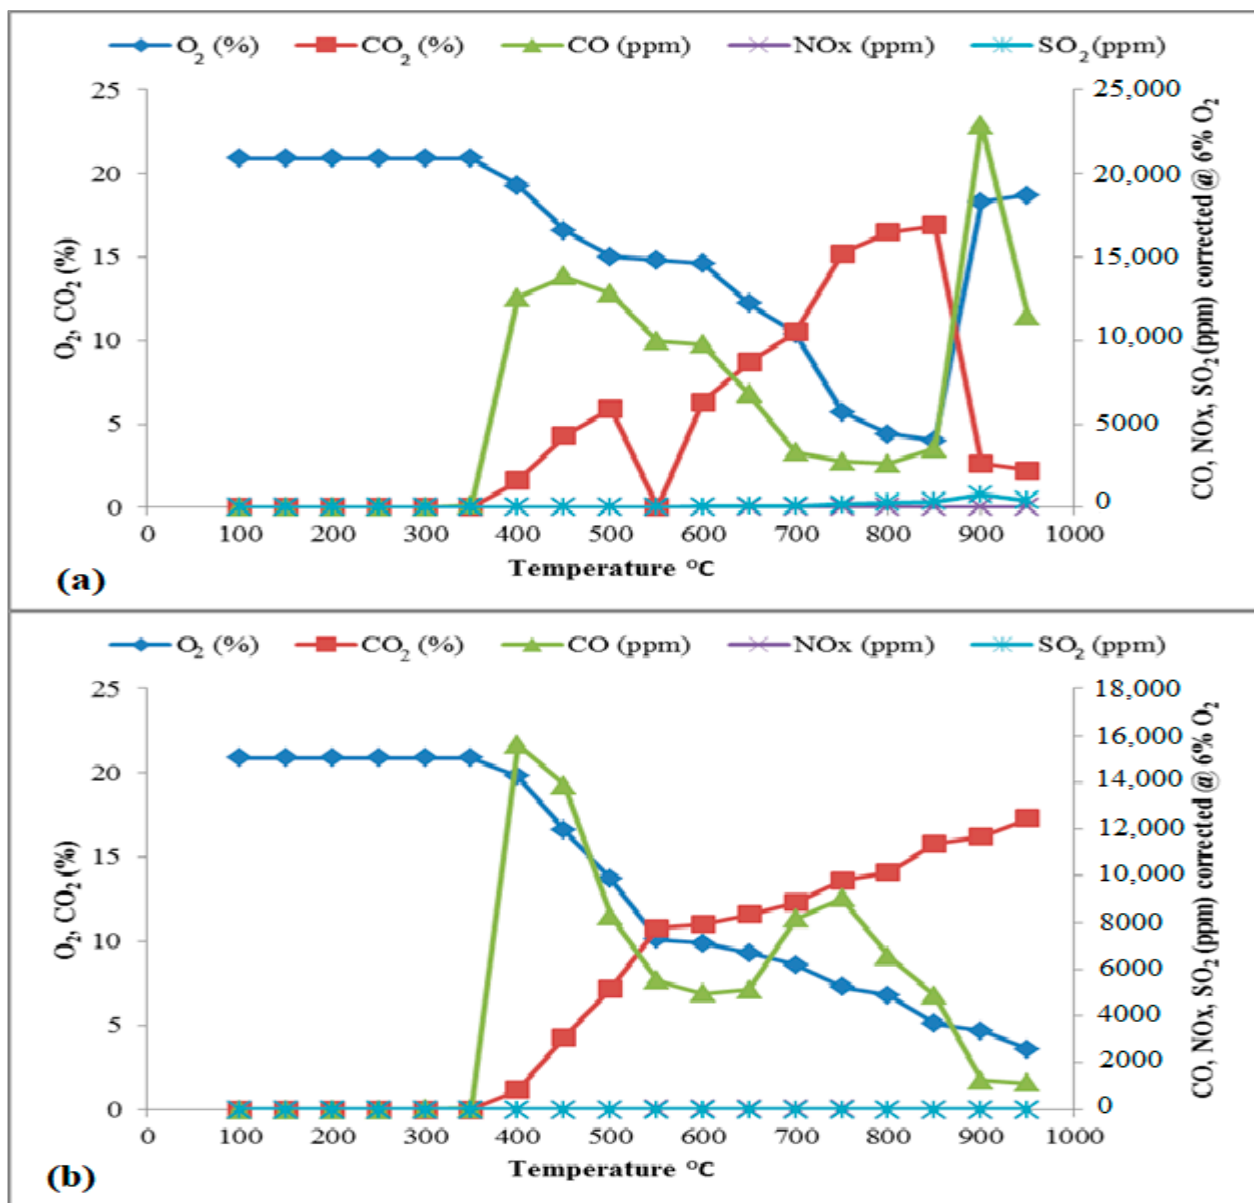 O2 (%) CO2 (%) CO (ppm) NOx (ppm) SO2 (ppm)
25 25,000
20 20,000
15 15,000
10 10,000
5 5000
0 0
O2, CO2 (%)
CO, NOx, SO2 (ppm) corrected @ 6% O2
0 100 200 300 400 500 600 700 800 900 1000
Temperature °C
(a)
O2 (%) CO2 (%) CO (ppm) NOx (ppm) SO2 (ppm)
25 18,000
16,000
20 14,000
15 12,000
10,000
10 8000
6000
5 4000
2000
0 0
O2, CO2 (%)
CO, NOx, SO2 (ppm) corrected @ 6% O2
0 100 200 300 400 500 600 700 800 900 1000
Temperature °C
(b)